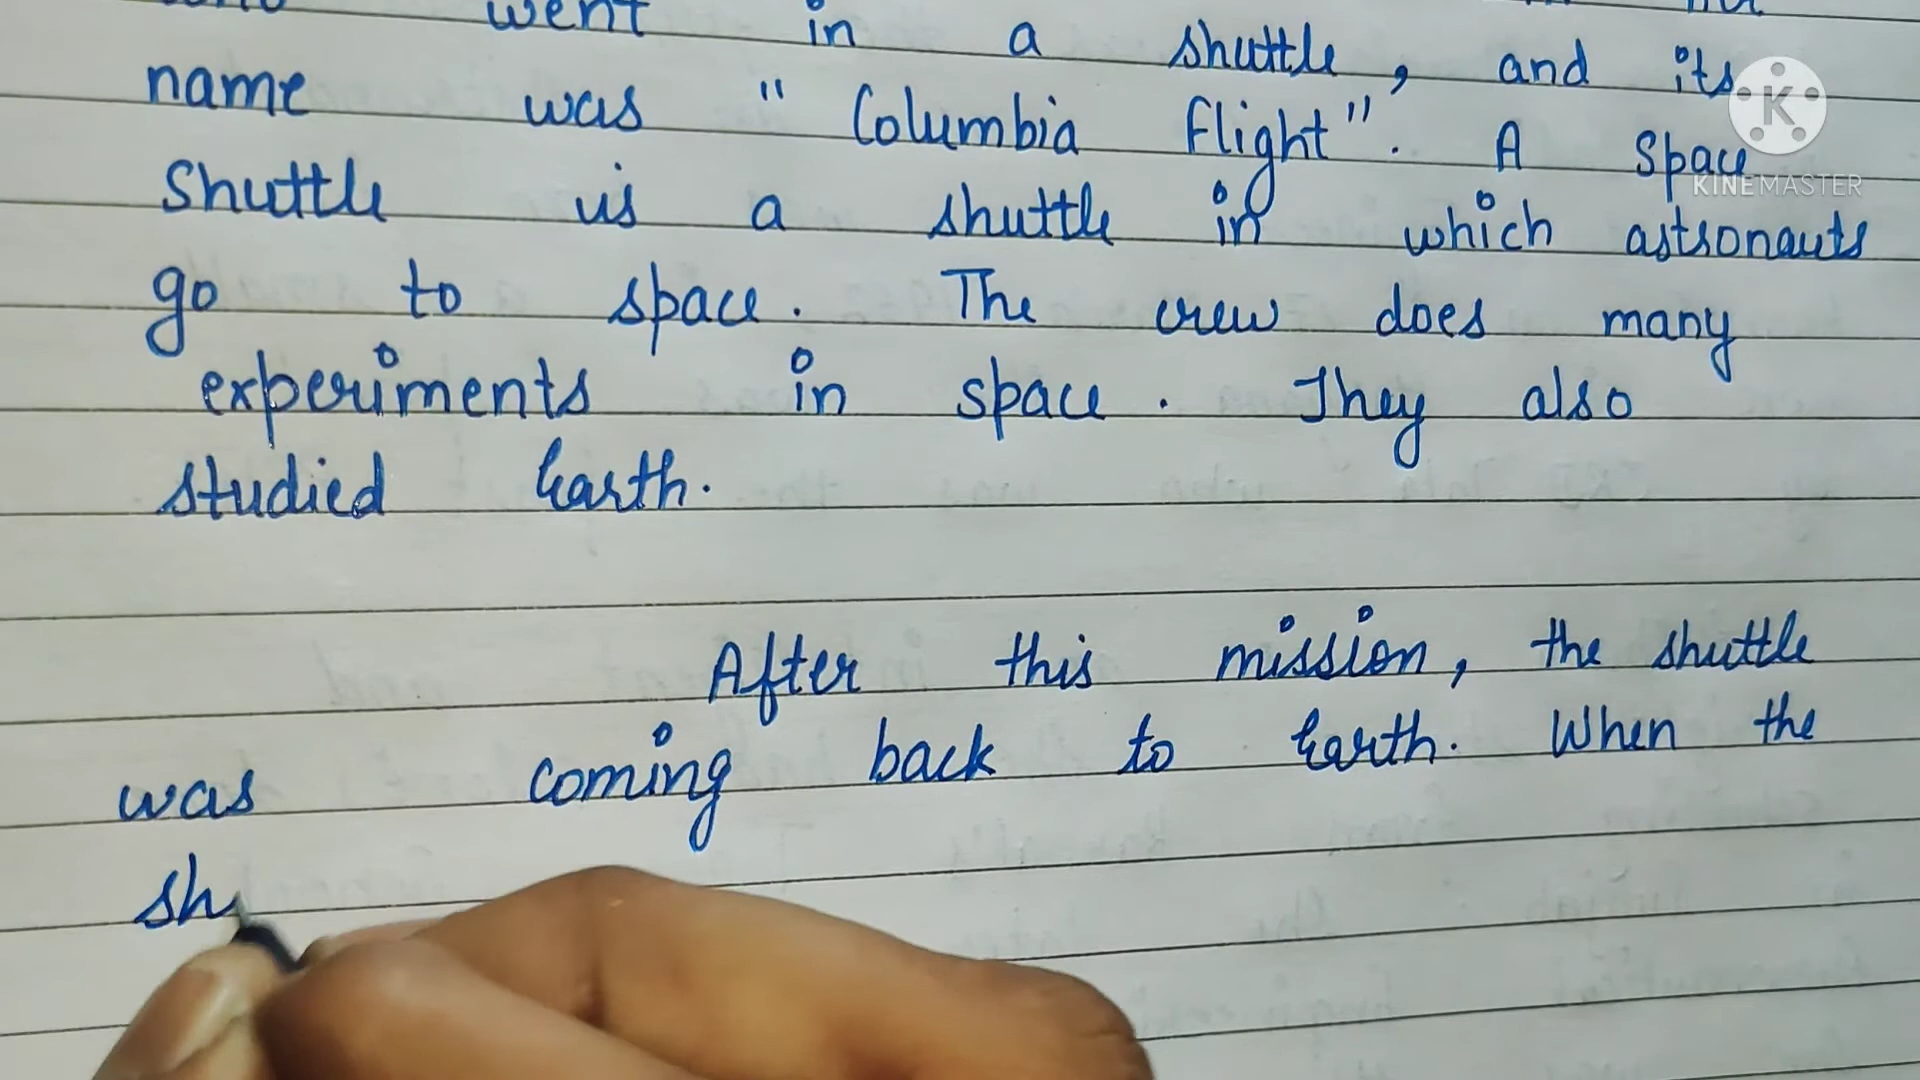 went in a shuttle, and its
name was "Columbia Flight". A Space
Shuttle is a shuttle in which astronauts
go to space. The crew does many
experiments in space. They also
studied Earth.
After this mission, the shuttle
was coming back to Earth. When the
sh
K
KINEMASTER